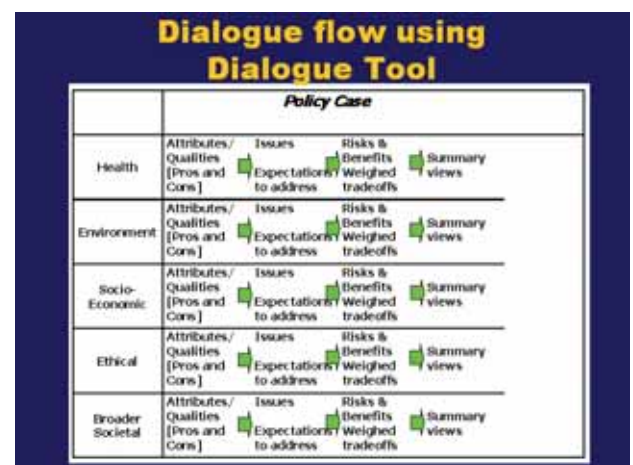 Dialogue flow using
Dialogue Tool
Policy Case
Health
Attributes/
Qualities
[Pros and
Cons]
Issues
Expectations
to address
Risks &
Benefits
Weighed
tradeoffs
Summary
views
Environment
Attributes/
Qualities
[Pros and
Cons]
Issues
Expectations
to address
Risks &
Benefits
Weighed
tradeoffs
Summary
views
Socio-
Economic
Attributes/
Qualities
[Pros and
Cons]
Issues
Expectations
to address
Risks &
Benefits
Weighed
tradeoffs
Summary
views
Ethical
Attributes/
Qualities
[Pros and
Cons]
Issues
Expectations
to address
Risks &
Benefits
Weighed
tradeoffs
Summary
views
Broader
Societal
Attributes/
Qualities
[Pros and
Cons]
Issues
Expectations
to address
Risks &
Benefits
Weighed
tradeoffs
Summary
views